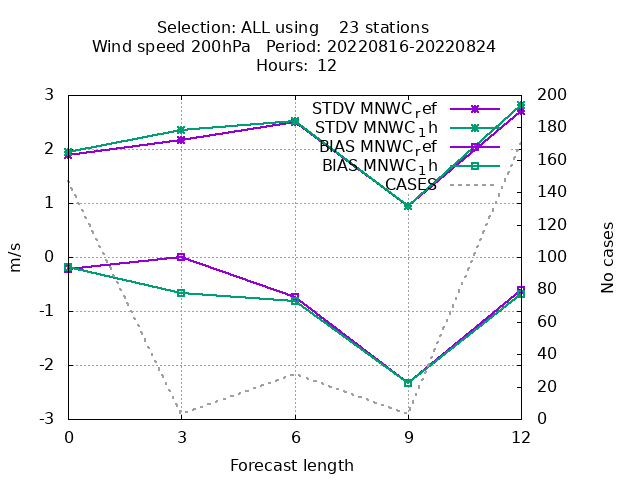 Selection: ALL using 23 stations
Wind speed 200hPa Period: 20220816-20220824
Hours: 12
STDV MNWC_ref
STDV MNWC_1h
BIAS MNWC_ref
BIAS MNWC_1h
CASES
3
2
1
0
-1
-2
-3
200
180
160
140
120
100
80
60
40
20
0
m/s
No cases
0 3 6 9 12
Forecast length